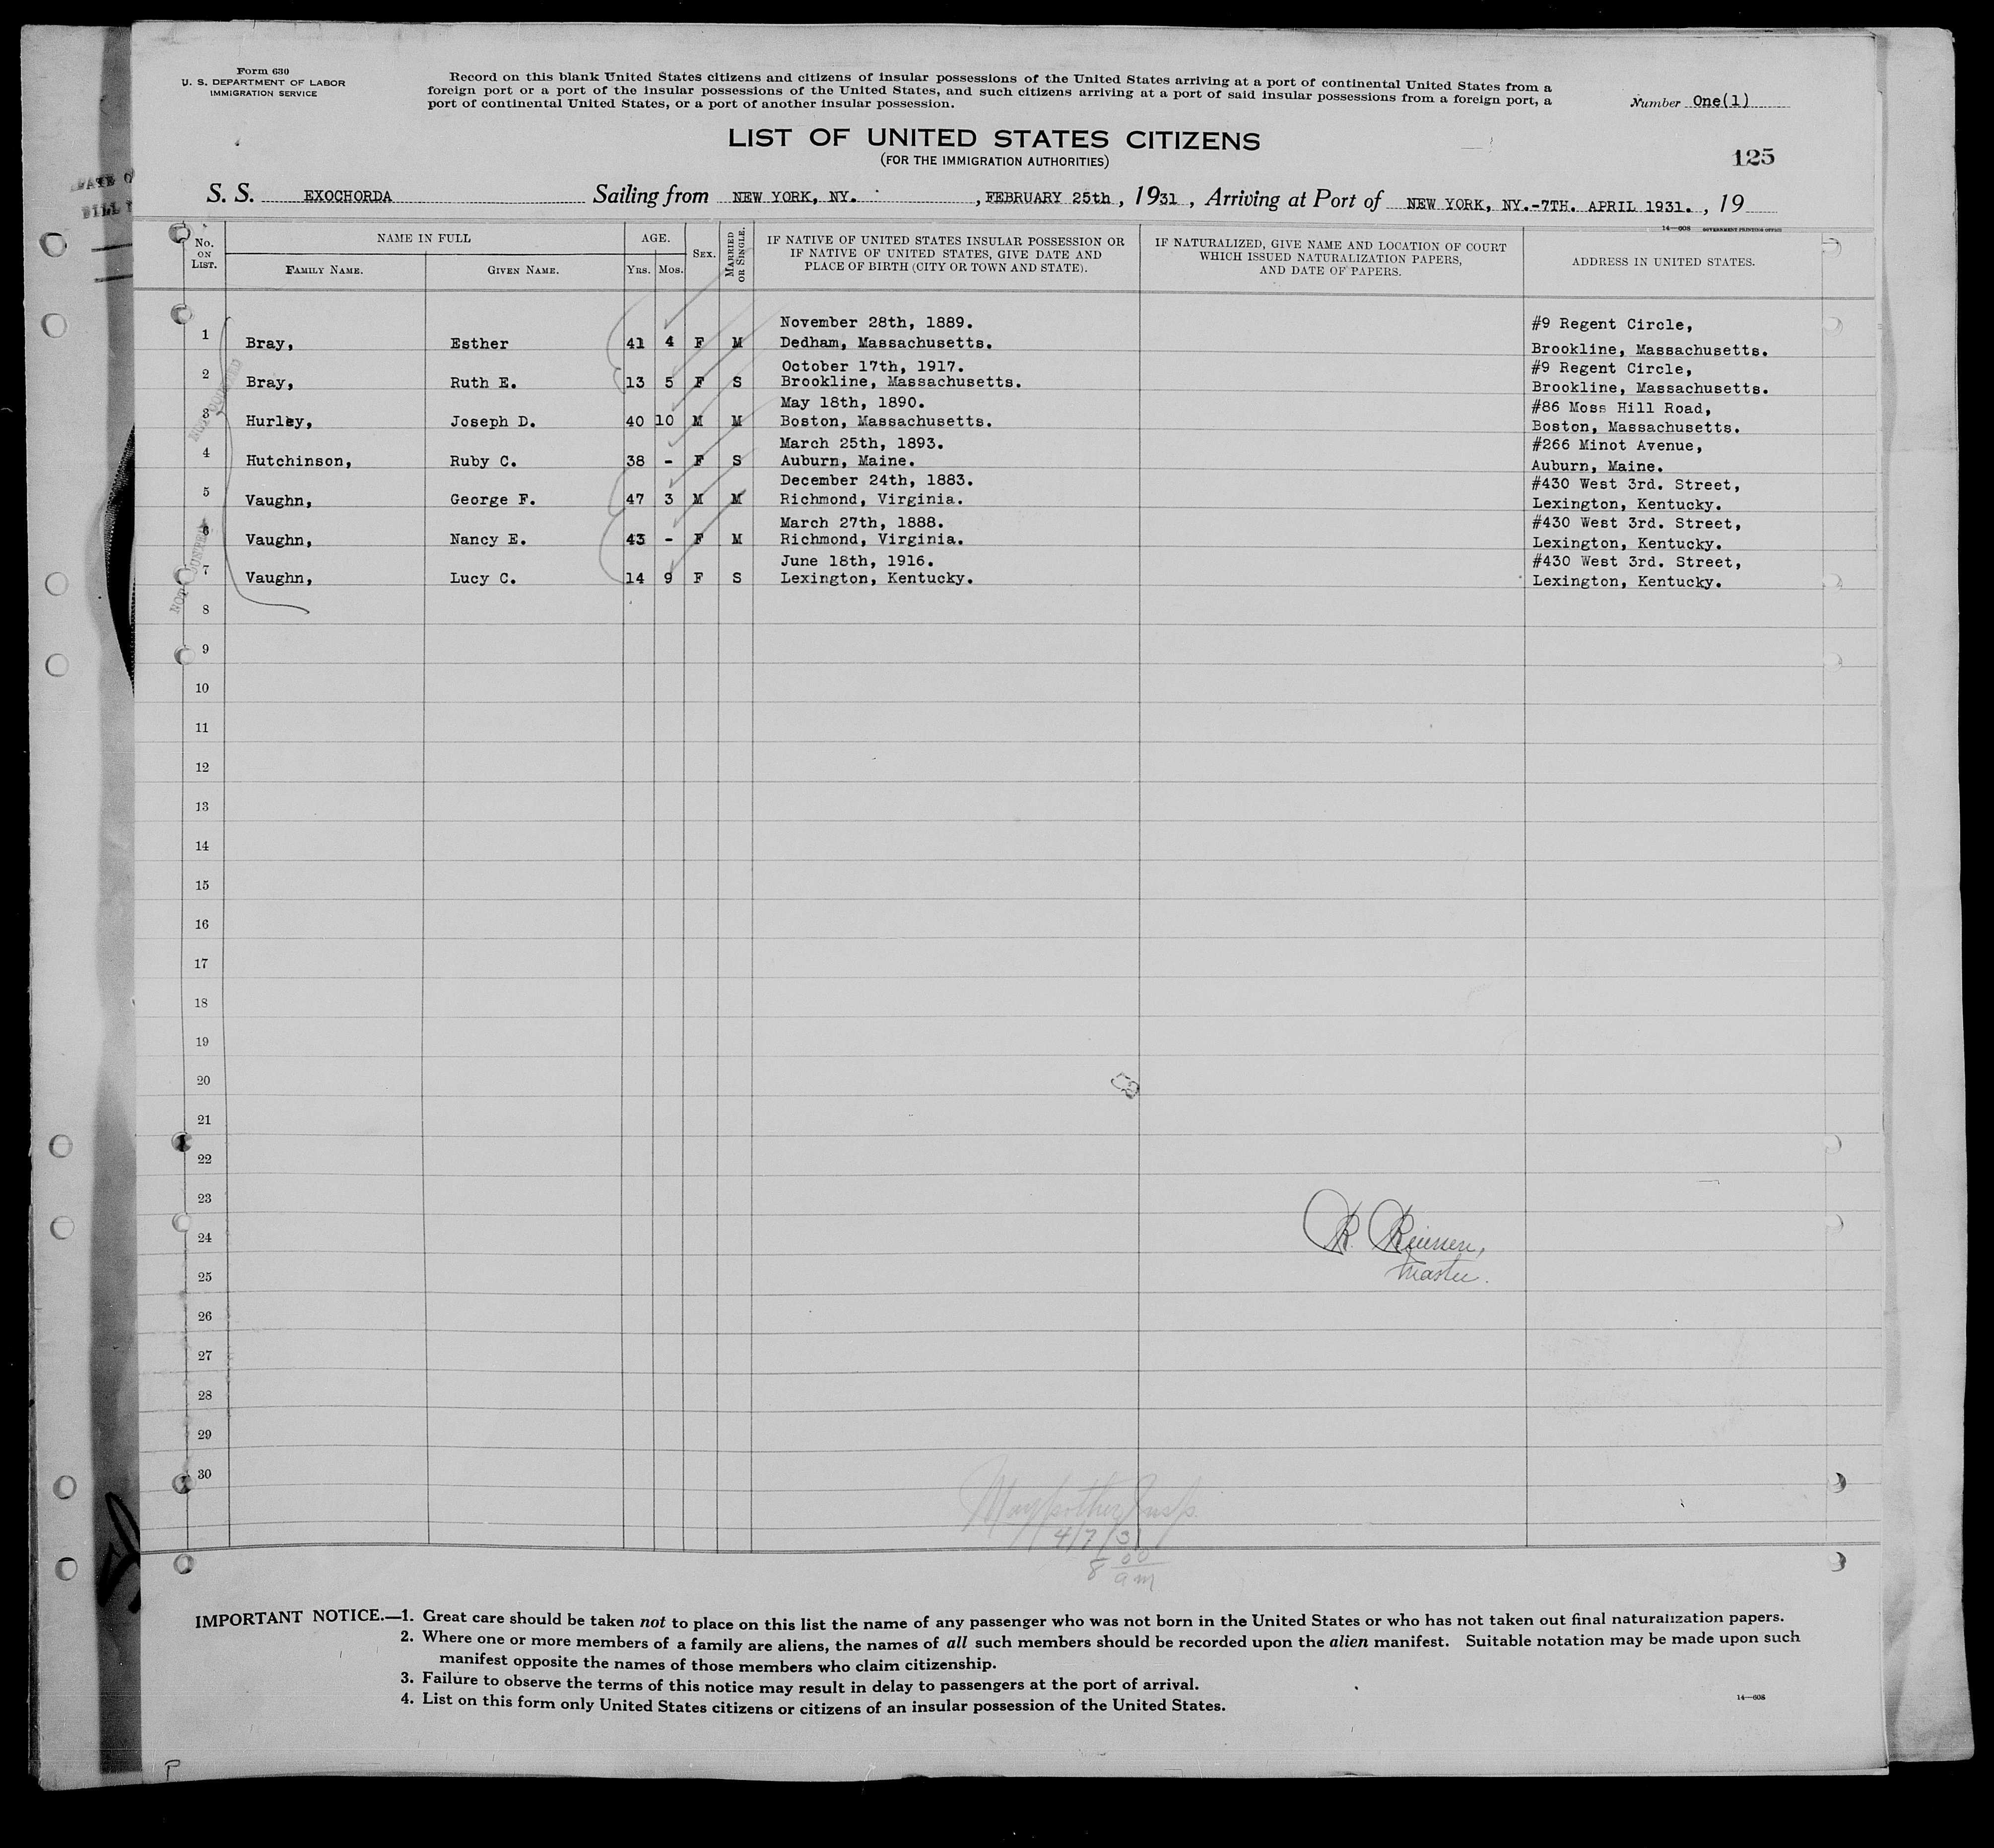 Form 630
U. S. DEPARTMENT OF LABOR
IMMIGRATION SERVICE
Record on this blank United States citizens and citizens of insular possessions of the United States arriving at a port of continental United States from a
foreign port or a port of the insular possessions of the United States, and such citizens arriving at a port of said insular possessions from a foreign port, a
port of continental United States, or a port of another insular possession.
Number One(1)
LIST OF UNITED STATES CITIZENS
(FOR THE IMMIGRATION AUTHORITIES)
125
S. S. EXOCHORDA Sailing from NEW YORK, NY. , FEBRUARY 25th , 1931 , Arriving at Port of NEW YORK, NY.-7TH. APRIL 1931. , 19
14—608 GOVERNMENT PRINTING OFFICE
No. ON LIST.
NAME IN FULL
FAMILY NAME.
GIVEN NAME.
AGE.
YRS. MOS.
SEX.
MARRIED OR SINGLE.
IF NATIVE OF UNITED STATES INSULAR POSSESSION OR
IF NATIVE OF UNITED STATES, GIVE DATE AND
PLACE OF BIRTH (CITY OR TOWN AND STATE).
IF NATURALIZED, GIVE NAME AND LOCATION OF COURT
WHICH ISSUED NATURALIZATION PAPERS,
AND DATE OF PAPERS.
ADDRESS IN UNITED STATES.
November 28th, 1889. #9 Regent Circle,
1 Bray, Esther 41 4 F M Dedham, Massachusetts. Brookline, Massachusetts.
October 17th, 1917. #9 Regent Circle,
2 Bray, Ruth E. 13 5 F S Brookline, Massachusetts. Brookline, Massachusetts.
May 18th, 1890. #86 Moss Hill Road,
3 Hurley, Joseph D. 40 10 M M Boston, Massachusetts. Boston, Massachusetts.
March 25th, 1893. #266 Minot Avenue,
4 Hutchinson, Ruby C. 38 - F S Auburn, Maine. Auburn, Maine.
December 24th, 1883. #430 West 3rd. Street,
5 Vaughn, George F. 47 3 M M Richmond, Virginia. Lexington, Kentucky.
March 27th, 1888. #430 West 3rd. Street,
6 Vaughn, Nancy E. 43 - F M Richmond, Virginia. Lexington, Kentucky.
June 18th, 1916. #430 West 3rd. Street,
7 Vaughn, Lucy C. 14 9 F S Lexington, Kentucky. Lexington, Kentucky.
8
9
10
11
12
13
14
15
16
17
18
19
20
21
22
23
24
25
26
27
28
29
30
R.
Master.
4/7/31
8 00 am
IMPORTANT NOTICE.—1. Great care should be taken not to place on this list the name of any passenger who was not born in the United States or who has not taken out final naturalization papers.
2. Where one or more members of a family are aliens, the names of all such members should be recorded upon the alien manifest. Suitable notation may be made upon such
manifest opposite the names of those members who claim citizenship.
3. Failure to observe the terms of this notice may result in delay to passengers at the port of arrival.
4. List on this form only United States citizens or citizens of an insular possession of the United States.
14—608
P